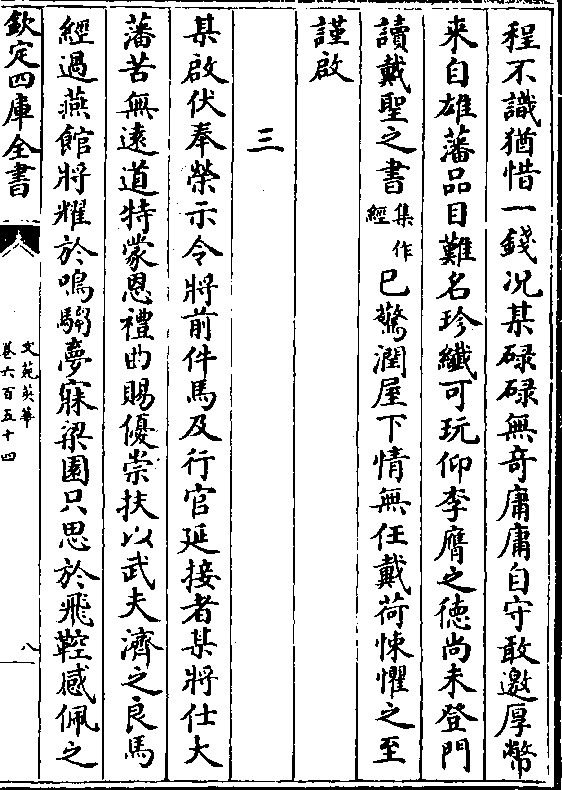 程不識猶惜一錢况某碌碌無奇庸庸自守敢邀厚幣
来自雄藩品目難名珍纖可玩仰李膺之徳尚未登門
讀戴聖之書集作經巳驚潤屋下情無任戴荷悚懼之至
謹啟
三
某啟伏奉榮示令將前件馬及行官延接者某將仕大
藩苦無遠道特蒙恩禮曲賜優崇扶以武夫濟之良馬
經過燕館將耀於鳴騶夢寐梁園只思於飛鞚感佩之
欽定四庫全書
文苑英華
卷六百五十四
八